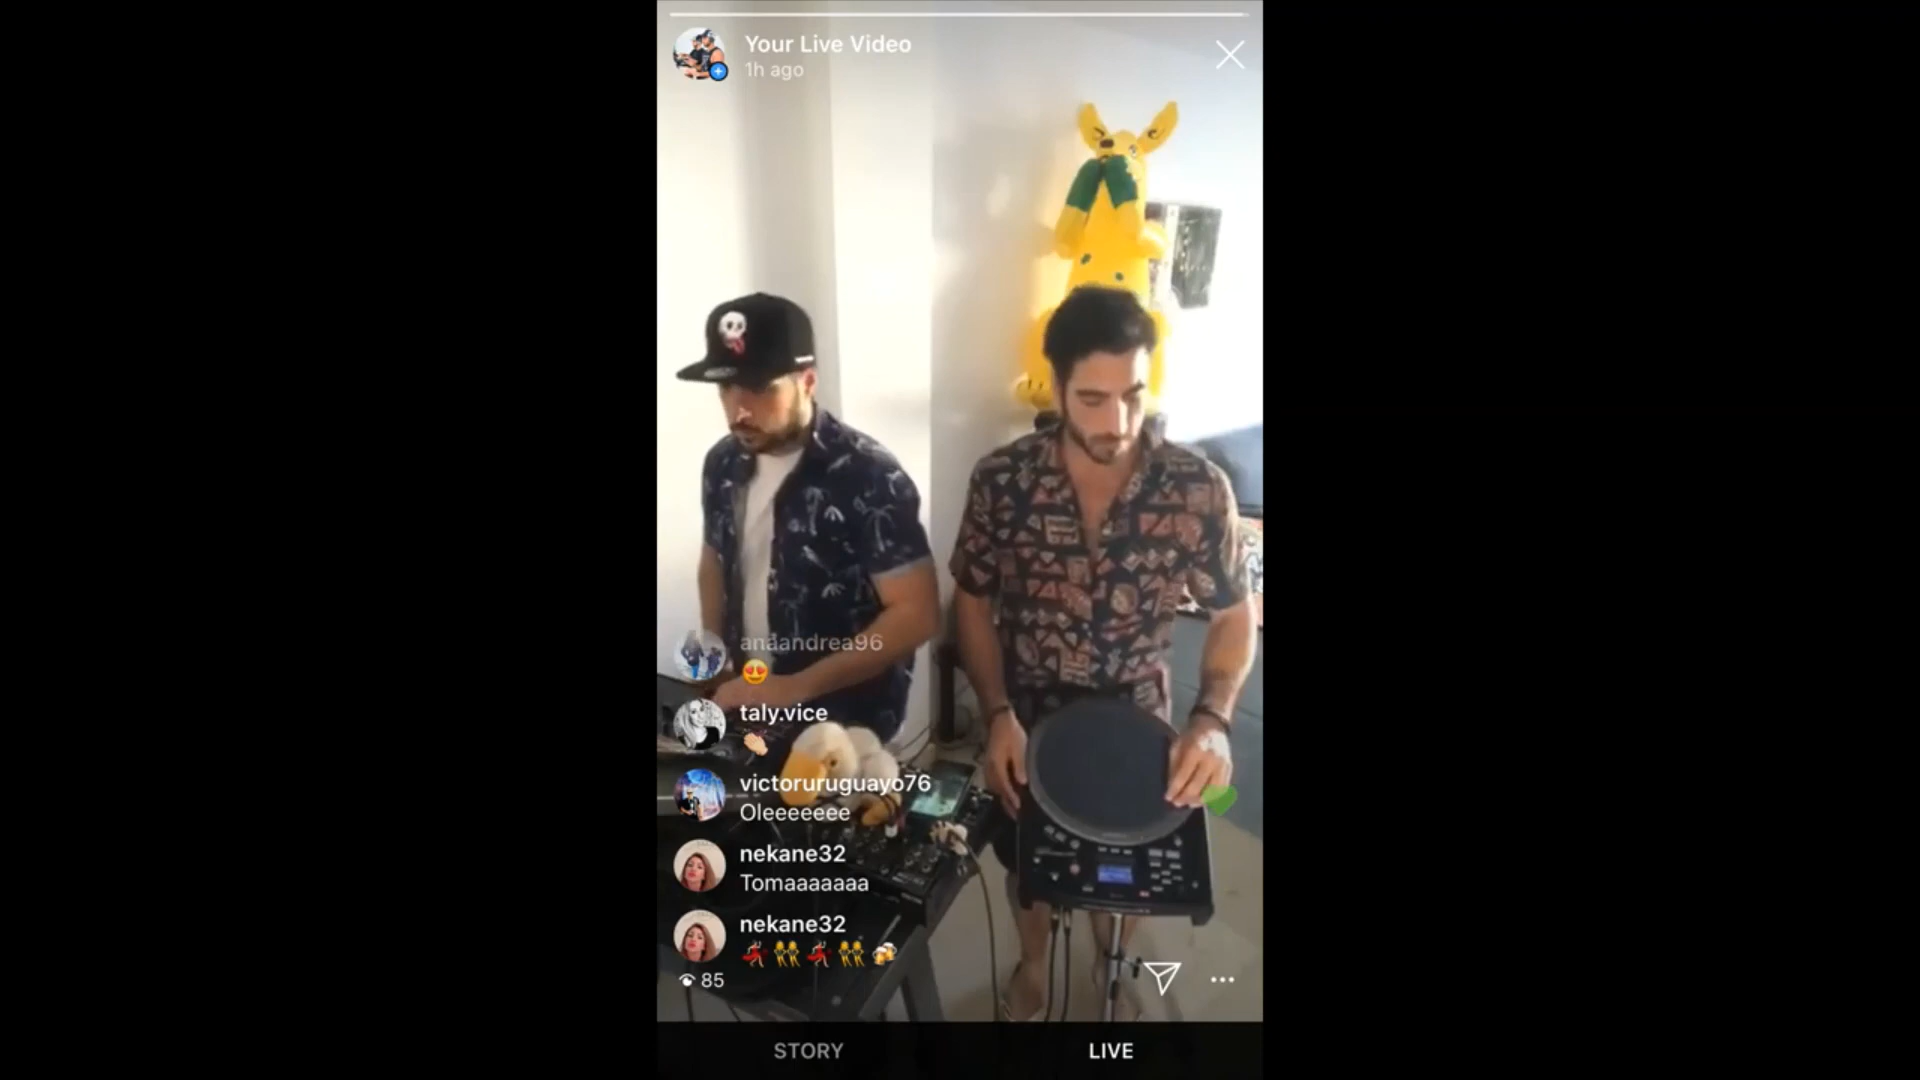 Your Live Video
1h ago
anaandrea96
😍
taly.vice
👏🏻
victoruruguayo76
Oleeeeeee
nekane32
Tomaaaaaaa
nekane32
💃👯💃👯🍻
85
STORY
LIVE